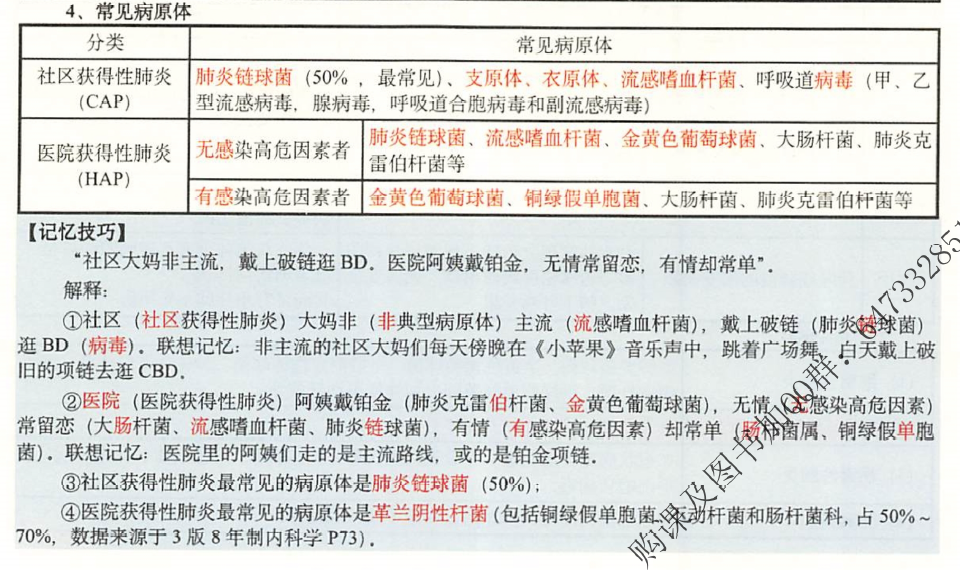 4、常见病原体
分类 常见病原体
社区获得性肺炎 (CAP) 肺炎链球菌（50%，最常见）、支原体、衣原体、流感嗜血杆菌、呼吸道病毒（甲、乙
型流感病毒，腺病毒，呼吸道合胞病毒和副流感病毒）
医院获得性肺炎 (HAP)
无感染高危因素者 肺炎链球菌、流感嗜血杆菌、金黄色葡萄球菌、大肠杆菌、肺炎克
雷伯杆菌等
有感染高危因素者 金黄色葡萄球菌、铜绿假单胞菌、大肠杆菌、肺炎克雷伯杆菌等
【记忆技巧】
“社区大妈非主流，戴上破链逛 BD。医院阿姨戴铂金，无情常留恋，有情却常单”。
解释：
①社区（社区获得性肺炎）大妈非（非典型病原体）主流（流感嗜血杆菌），戴上破链（肺炎链球菌）
逛 BD（病毒）。联想记忆：非主流的社区大妈们每天傍晚在《小苹果》音乐声中，跳着广场舞，白天戴上破
旧的项链去逛 CBD。
②医院（医院获得性肺炎）阿姨戴铂金（肺炎克雷伯杆菌、金黄色葡萄球菌），无情（无感染高危因素）
常留恋（大肠杆菌、流感嗜血杆菌、肺炎链球菌），有情（有感染高危因素）却常单（肠杆菌属、铜绿假单胞
菌）。联想记忆：医院里的阿姨们走的是主流路线，或的是铂金项链。
③社区获得性肺炎最常见的病原体是肺炎链球菌（50%）；
④医院获得性肺炎最常见的病原体是革兰阴性杆菌（包括铜绿假单胞菌、不动杆菌和肠杆菌科，占 50%～
70%，数据来源于 3 版 8 年制内科学 P73）。